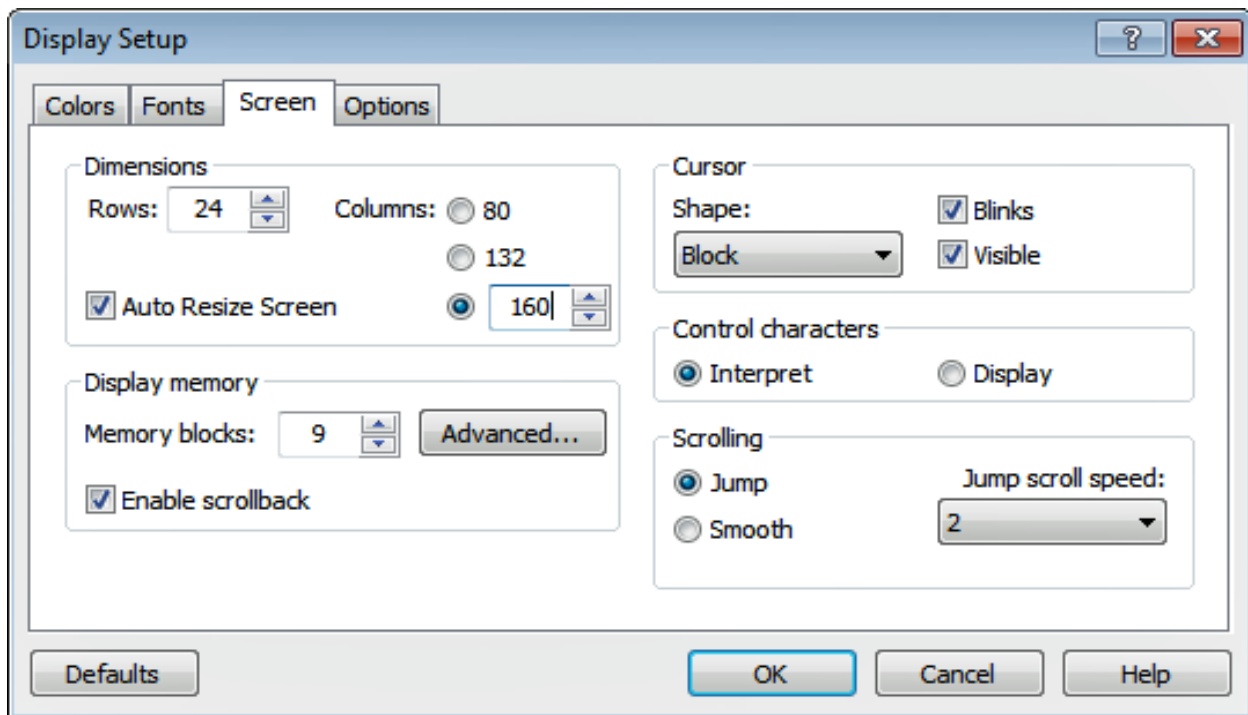 Display Setup
Colors Fonts Screen Options
Dimensions
Rows: 24 Columns: 80
132
Auto Resize Screen 160
Display memory
Memory blocks: 9 Advanced...
Enable scrollback
Cursor
Shape: Blinks
Block Visible
Control characters
Interpret Display
Scrolling
Jump Jump scroll speed:
Smooth 2
Defaults OK Cancel Help